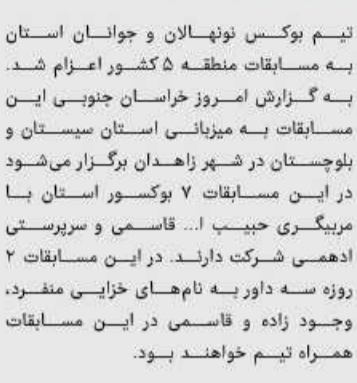 تیم بوکس نونهالان و جوانان استان
به مسابقات منطقه ۵ کشور اعزام شد.
به گزارش امروز خراسان جنوبی این
مسابقات به میزبانی استان سیستان و
بلوچستان در شهر زاهدان برگزار می‌شود
در این مسابقات ۷ بوکسور استان با
مربیگری حبیب ا... قاسمی و سرپرستی
ادهمی شرکت دارند. در این مسابقات ۲
روزه سه داور به نام‌های خزایی منفرد،
وجود زاده و قاسمی در این مسابقات
همراه تیم خواهند بود.